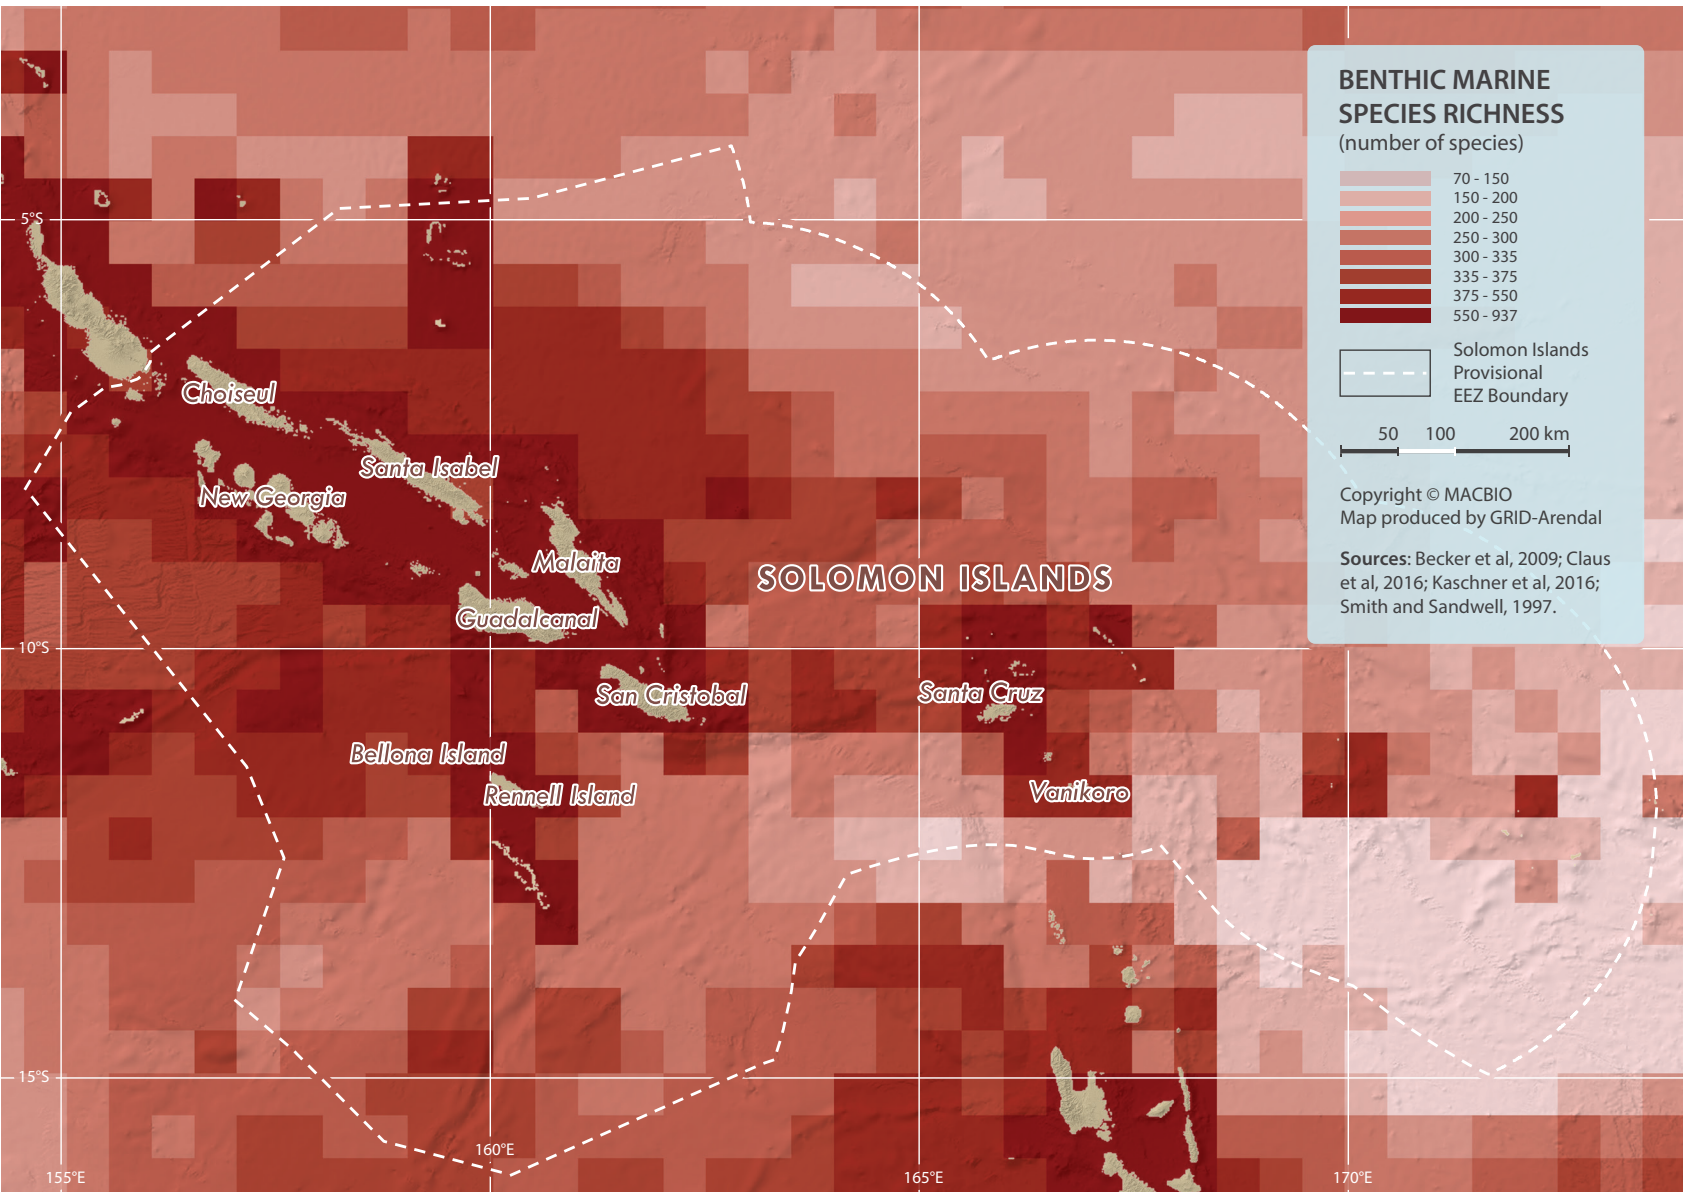 BENTHIC MARINE
SPECIES RICHNESS
(number of species)
70 - 150
150 - 200
200 - 250
250 - 300
300 - 335
335 - 375
375 - 550
550 - 937
Solomon Islands
Provisional
EEZ Boundary
50 100 200 km
Copyright © MACBIO
Map produced by GRID-Arendal
Sources: Becker et al, 2009; Claus
et al, 2016; Kaschner et al, 2016;
Smith and Sandwell, 1997.
5°S
Choiseul
Santa Isabel
New Georgia
Malaita
SOLOMON ISLANDS
Guadalcanal
10°S
San Cristobal
Santa Cruz
Bellona Island
Rennell Island
Vanikoro
15°S
160°E
155°E
165°E
170°E